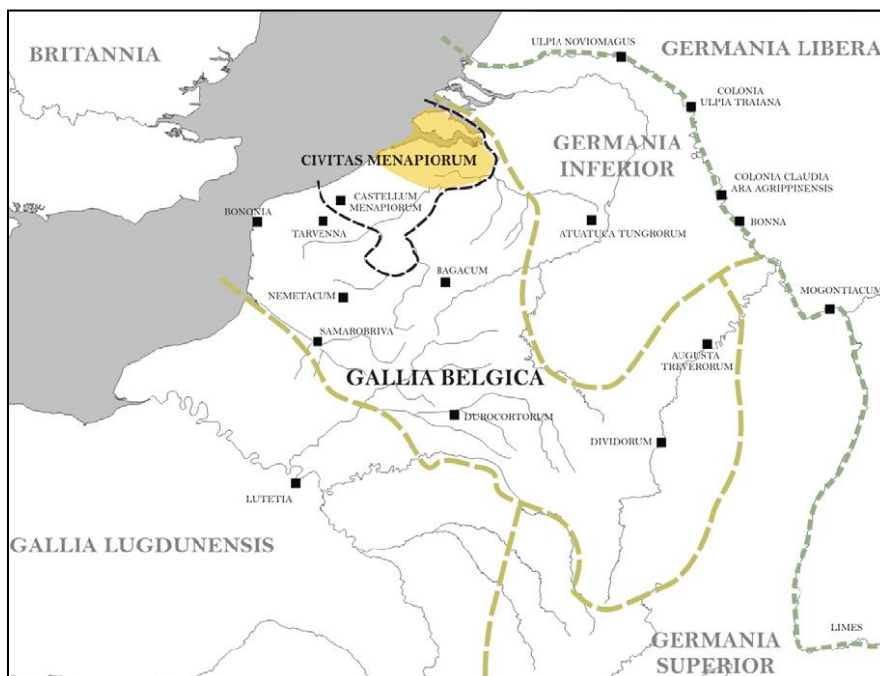 BRITANNIA
ULPIA NOVIOMAGUS
GERMANIA LIBERA
COLONIA
ULPIA TRAIANA
GERMANIA
INFERIOR
CIVITAS MENAPIORUM
COLONIA CLAUDIA
ARA AGRIPPINENSIS
CASTELLUM
MENAPIORUM
BONONIA
TARVENNA
ATUATUCA TUNGRORUM
BONNA
BAGACUM
NEMETACUM
MOGONTIACUM
SAMAROBRIVA
AUGUSTA
TREVERORUM
GALLIA BELGICA
DUROCORTORUM
DIVIDORUM
LUTETIA
GALLIA LUGDUNENSIS
LIMES
GERMANIA
SUPERIOR